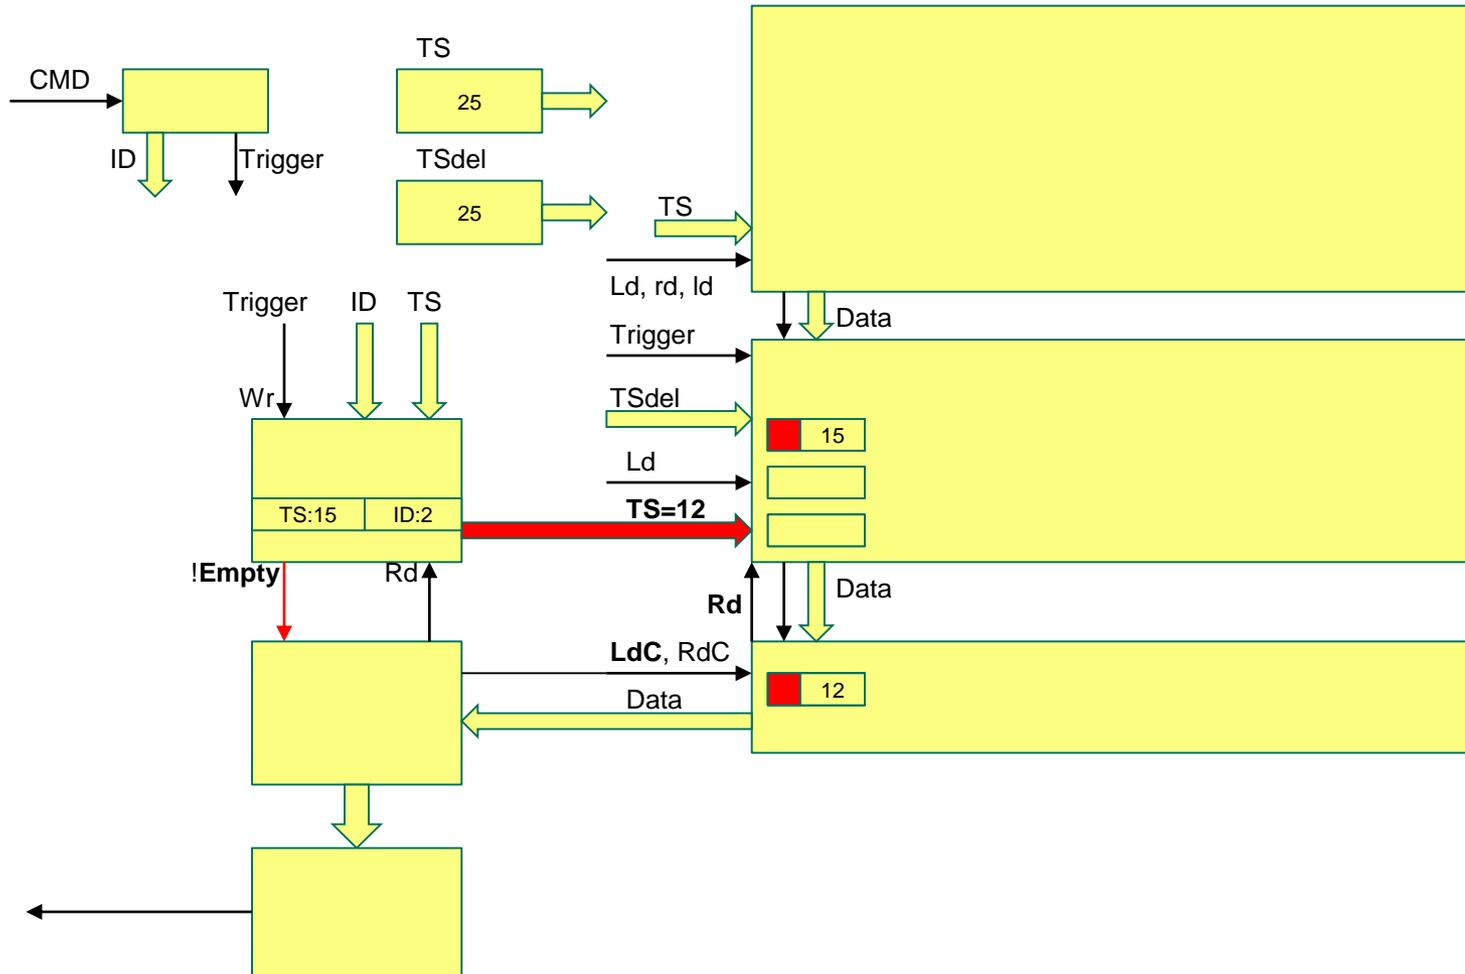 TS
CMD
25
ID
Trigger
TSdel
25
TS
Ld, rd, ld
Trigger
ID
TS
Data
Trigger
Wr
TSdel
15
Ld
TS=12
TS:15
ID:2
!Empty
Rd
Data
Rd
LdC, RdC
12
Data